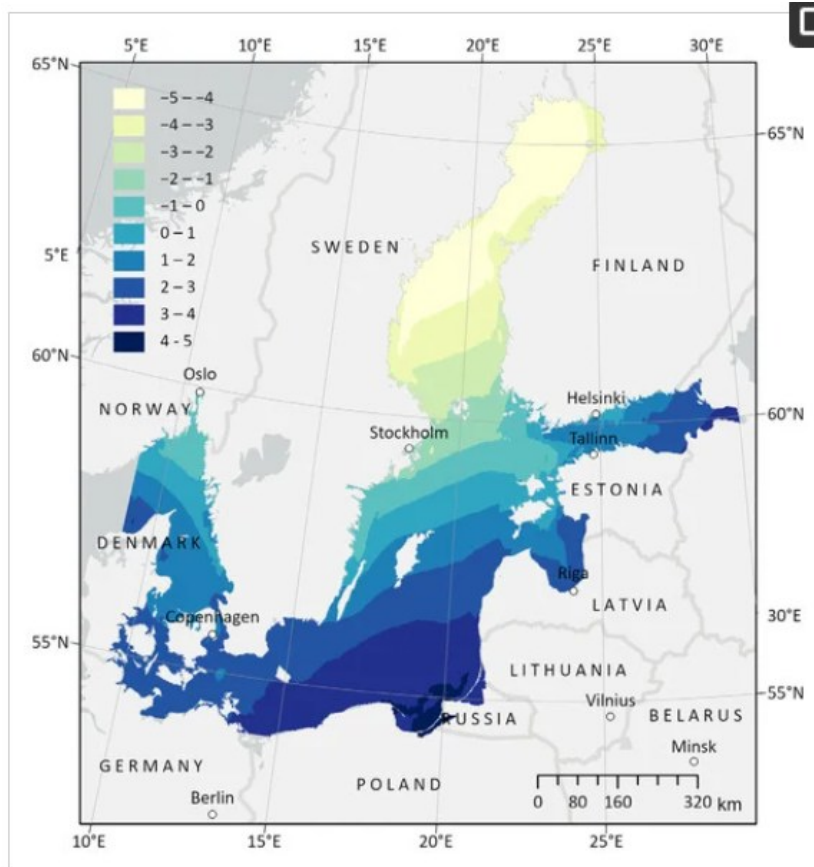 5°E 10°E 15°E 20°E 25°E 30°E
65°N
−5 – −4
−4 – −3
−3 – −2
−2 – −1
−1 – 0
0 – 1
1 – 2
2 – 3
3 – 4
4 - 5
65°N
SWEDEN
5°E
FINLAND
60°N
Oslo
NORWAY
Helsinki
60°N
Stockholm
Tallinn
ESTONIA
DENMARK
Riga
LATVIA
Copenhagen
30°E
55°N
LITHUANIA
55°N
Vilnius
RUSSIA
BELARUS
Minsk
GERMANY
POLAND
Berlin
0 80 160 320 km
10°E 15°E 20°E 25°E